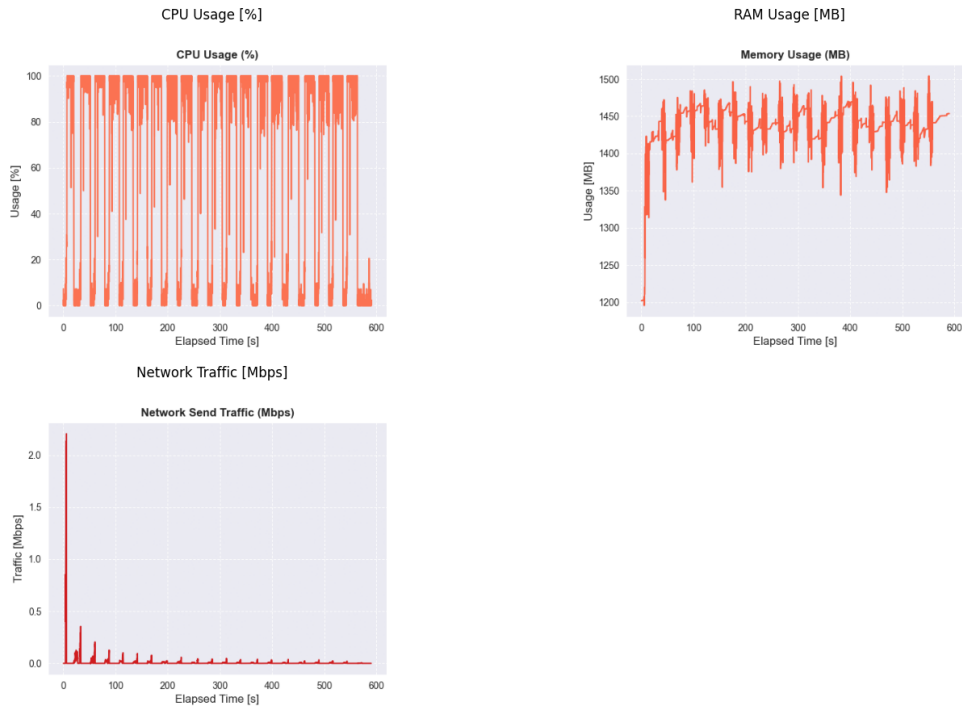 CPU Usage [%]
RAM Usage [MB]
CPU Usage (%)
100
80
60
40
20
0
Usage [%]
0 100 200 300 400 500 600
Elapsed Time [s]
Memory Usage (MB)
1500
1450
1400
1350
1300
1250
1200
Usage [MB]
0 100 200 300 400 500 600
Elapsed Time [s]
Network Traffic [Mbps]
Network Send Traffic (Mbps)
2.0
1.5
1.0
0.5
0.0
Traffic [Mbps]
0 100 200 300 400 500 600
Elapsed Time [s]